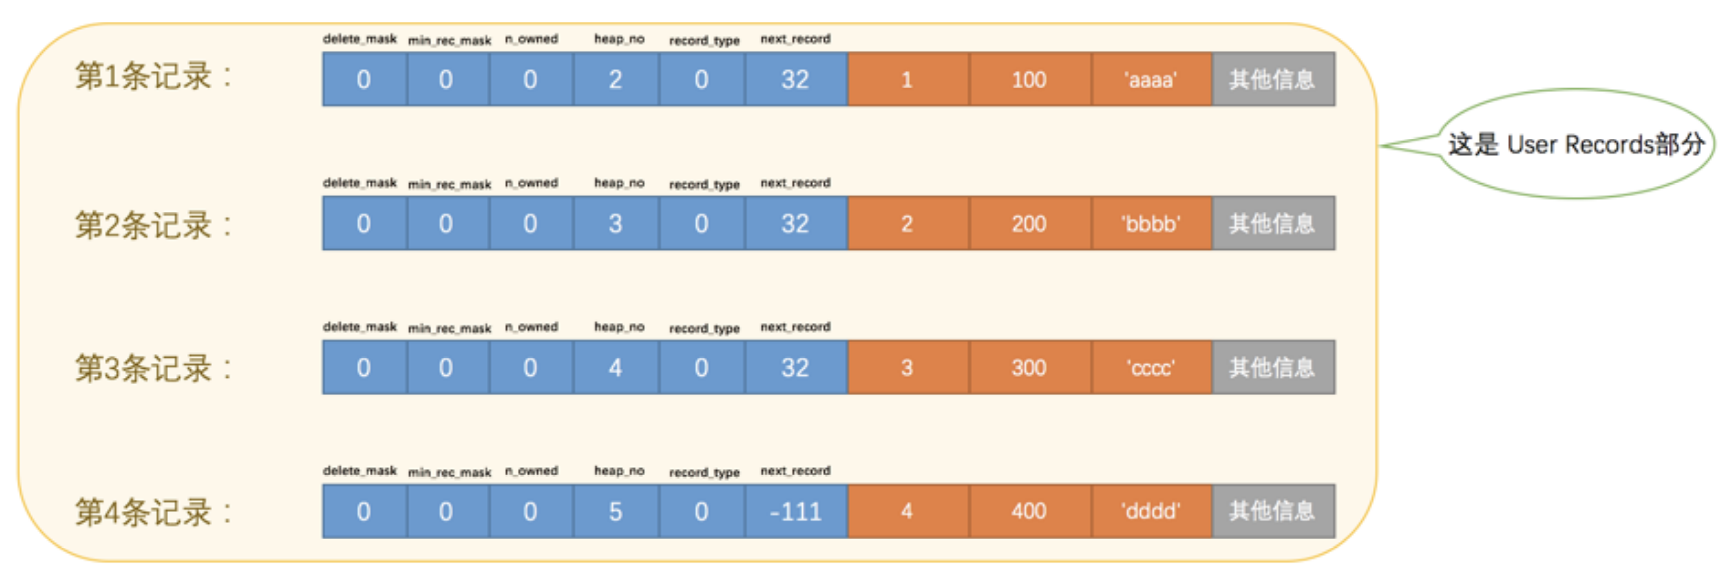 delete_mask min_rec_mask n_owned heap_no record_type next_record
第1条记录： 0 0 0 2 0 32 1 100 'aaaa' 其他信息
这是 User Records部分
delete_mask min_rec_mask n_owned heap_no record_type next_record
第2条记录： 0 0 0 3 0 32 2 200 'bbbb' 其他信息
delete_mask min_rec_mask n_owned heap_no record_type next_record
第3条记录： 0 0 0 4 0 32 3 300 'cccc' 其他信息
delete_mask min_rec_mask n_owned heap_no record_type next_record
第4条记录： 0 0 0 5 0 -111 4 400 'dddd' 其他信息